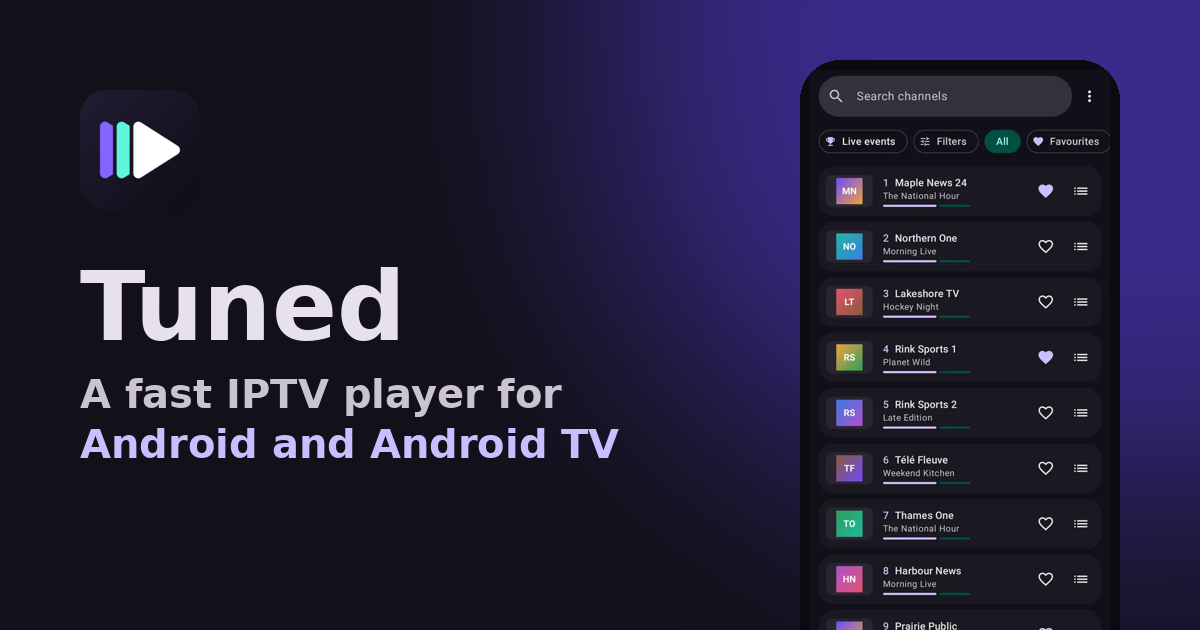 Tuned
A fast IPTV player for
Android and Android TV
Search channels
Live events
Filters
All
Favourites
MN
1 Maple News 24
The National Hour
NO
2 Northern One
Morning Live
LT
3 Lakeshore TV
Hockey Night
RS
4 Rink Sports 1
Planet Wild
RS
5 Rink Sports 2
Late Edition
TF
6 Télé Fleuve
Weekend Kitchen
TO
7 Thames One
The National Hour
HN
8 Harbour News
Morning Live
9 Prairie Public